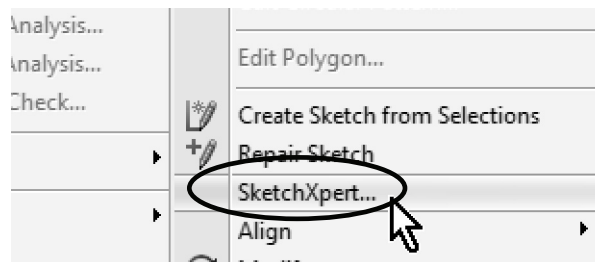 Analysis...
Analysis...
Check...
Edit Polygon...
Create Sketch from Selections
Repair Sketch
SketchXpert...
Align